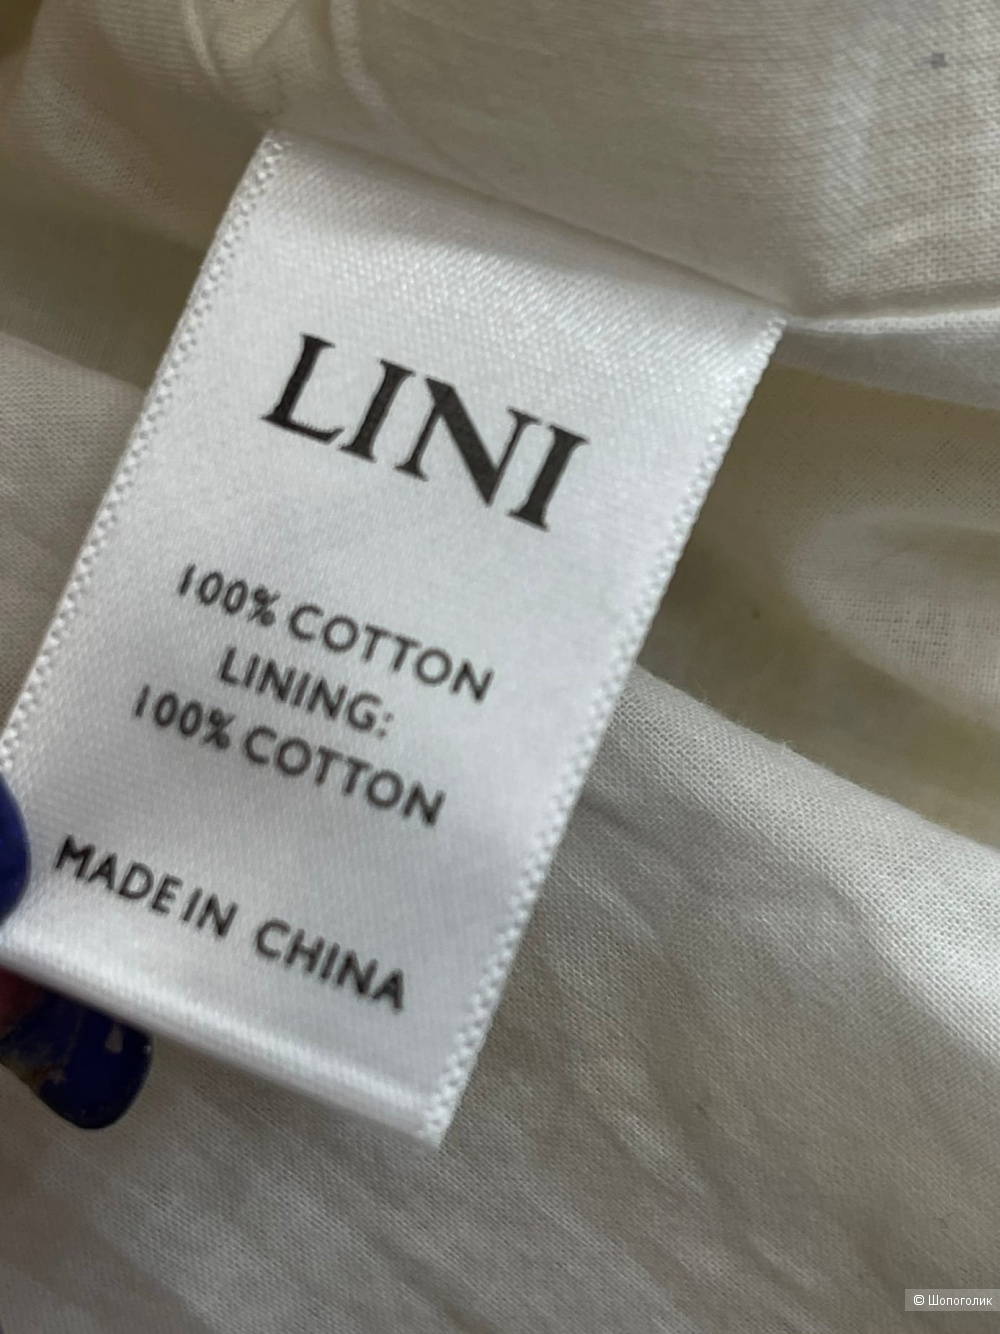 LINI
100% COTTON
LINING:
100% COTTON
MADE IN CHINA
© Шопоголик